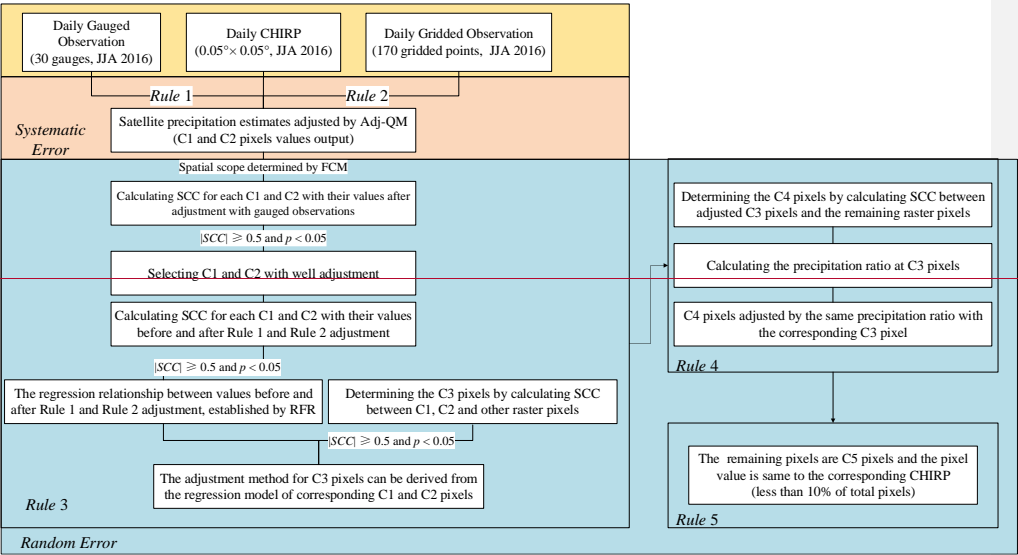 Daily Gauged
Observation
(30 gauges, JJA 2016)
Daily CHIRP
(0.05°× 0.05°, JJA 2016)
Daily Gridded Observation
(170 gridded points,  JJA 2016)
Rule 1
Rule 2
Systematic
Error
Satellite precipitation estimates adjusted by Adj-QM
(C1 and C2 pixels values output)
Spatial scope determined by FCM
Calculating SCC for each C1 and C2 with their values after
adjustment with gauged observations
|SCC| ≥ 0.5 and p < 0.05
Selecting C1 and C2 with well adjustment
Calculating SCC for each C1 and C2 with their values
before and after Rule 1 and Rule 2 adjustment
|SCC| ≥ 0.5 and p < 0.05
The regression relationship between values before and
after Rule 1 and Rule 2 adjustment, established by RFR
Determining the C3 pixels by calculating SCC
between C1, C2 and other raster pixels
|SCC| ≥ 0.5 and p < 0.05
The adjustment method for C3 pixels can be derived from
the regression model of corresponding C1 and C2 pixels
Rule 3
Determining the C4 pixels by calculating SCC between
adjusted C3 pixels and the remaining raster pixels
Calculating the precipitation ratio at C3 pixels
C4 pixels adjusted by the same precipitation ratio with
the corresponding C3 pixel
Rule 4
The  remaining pixels are C5 pixels and the pixel
value is same to the corresponding CHIRP
(less than 10% of total pixels)
Rule 5
Random Error